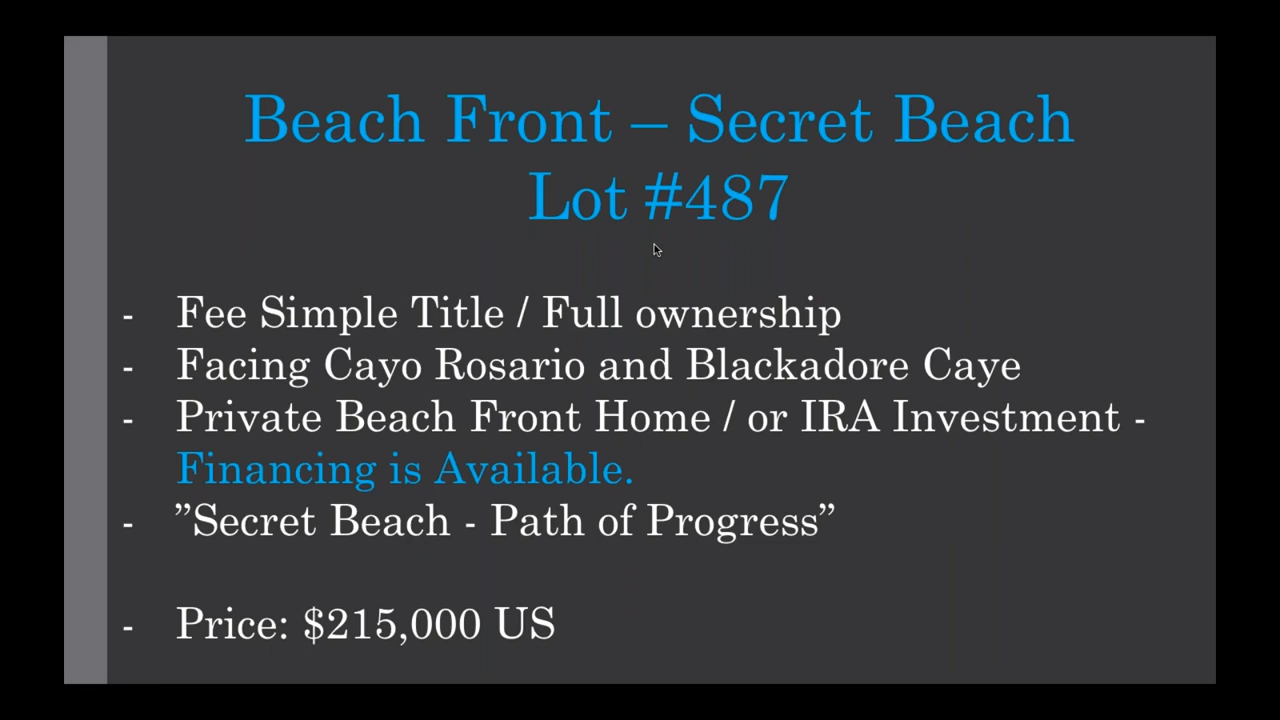 Beach Front – Secret Beach
Lot #487
- Fee Simple Title / Full ownership
- Facing Cayo Rosario and Blackadore Caye
- Private Beach Front Home / or IRA Investment -
Financing is Available.
- ”Secret Beach - Path of Progress”
- Price: $215,000 US